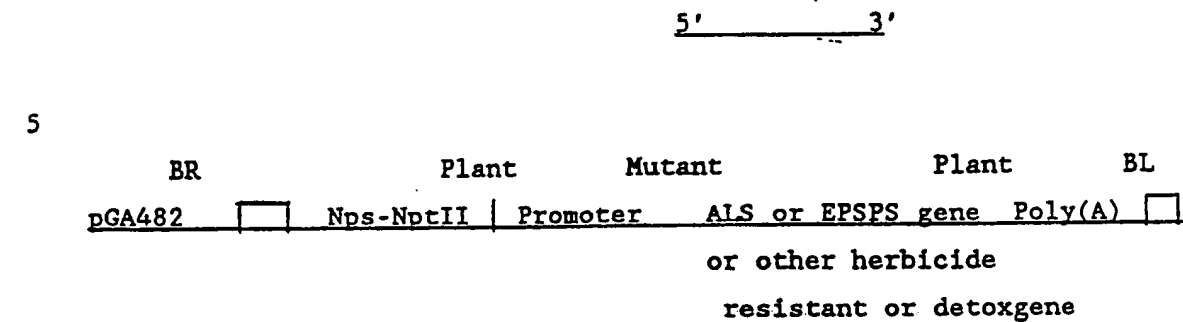 5' 3'
5
BR Plant Mutant Plant BL
pGA482 Nps-NptII Promoter ALS or EPSPS gene Poly(A)
or other herbicide
resistant or detoxgene